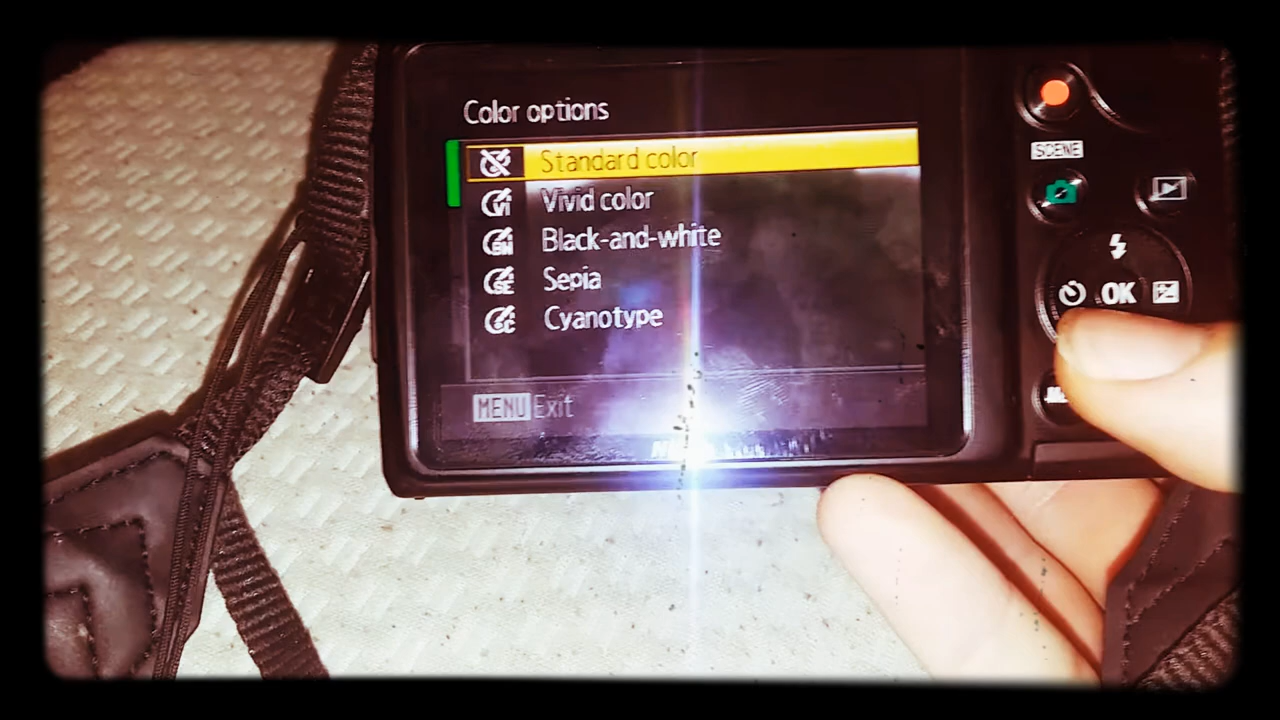 Color options
Standard color
Vivid color
Black-and-white
Sepia
Cyanotype
MENU Exit
SCENE
OK